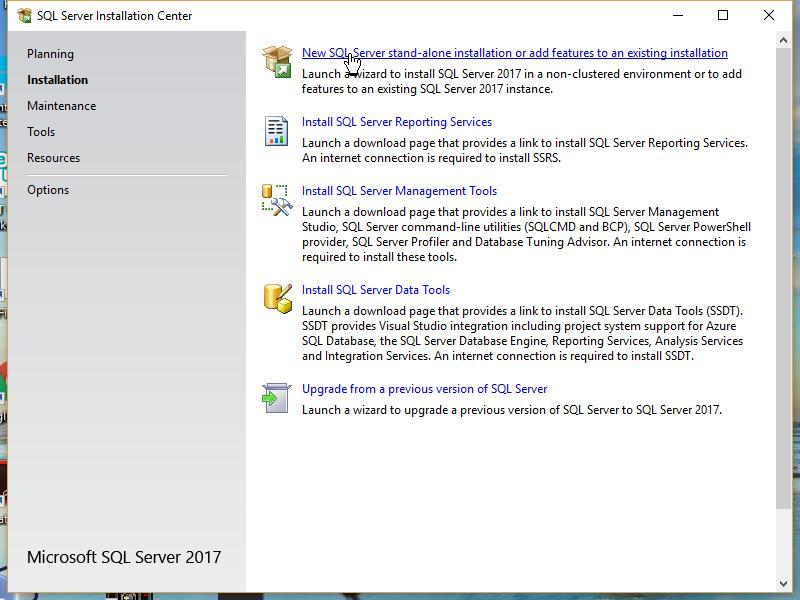 SQL Server Installation Center
Planning
Installation
Maintenance
Tools
Resources
Options
New SQL Server stand-alone installation or add features to an existing installation
Launch a wizard to install SQL Server 2017 in a non-clustered environment or to add
features to an existing SQL Server 2017 instance.
Install SQL Server Reporting Services
Launch a download page that provides a link to install SQL Server Reporting Services.
An internet connection is required to install SSRS.
Install SQL Server Management Tools
Launch a download page that provides a link to install SQL Server Management
Studio, SQL Server command-line utilities (SQLCMD and BCP), SQL Server PowerShell
provider, SQL Server Profiler and Database Tuning Advisor. An internet connection is
required to install these tools.
Install SQL Server Data Tools
Launch a download page that provides a link to install SQL Server Data Tools (SSDT).
SSDT provides Visual Studio integration including project system support for Azure
SQL Database, the SQL Server Database Engine, Reporting Services, Analysis Services
and Integration Services. An internet connection is required to install SSDT.
Upgrade from a previous version of SQL Server
Launch a wizard to upgrade a previous version of SQL Server to SQL Server 2017.
Microsoft SQL Server 2017